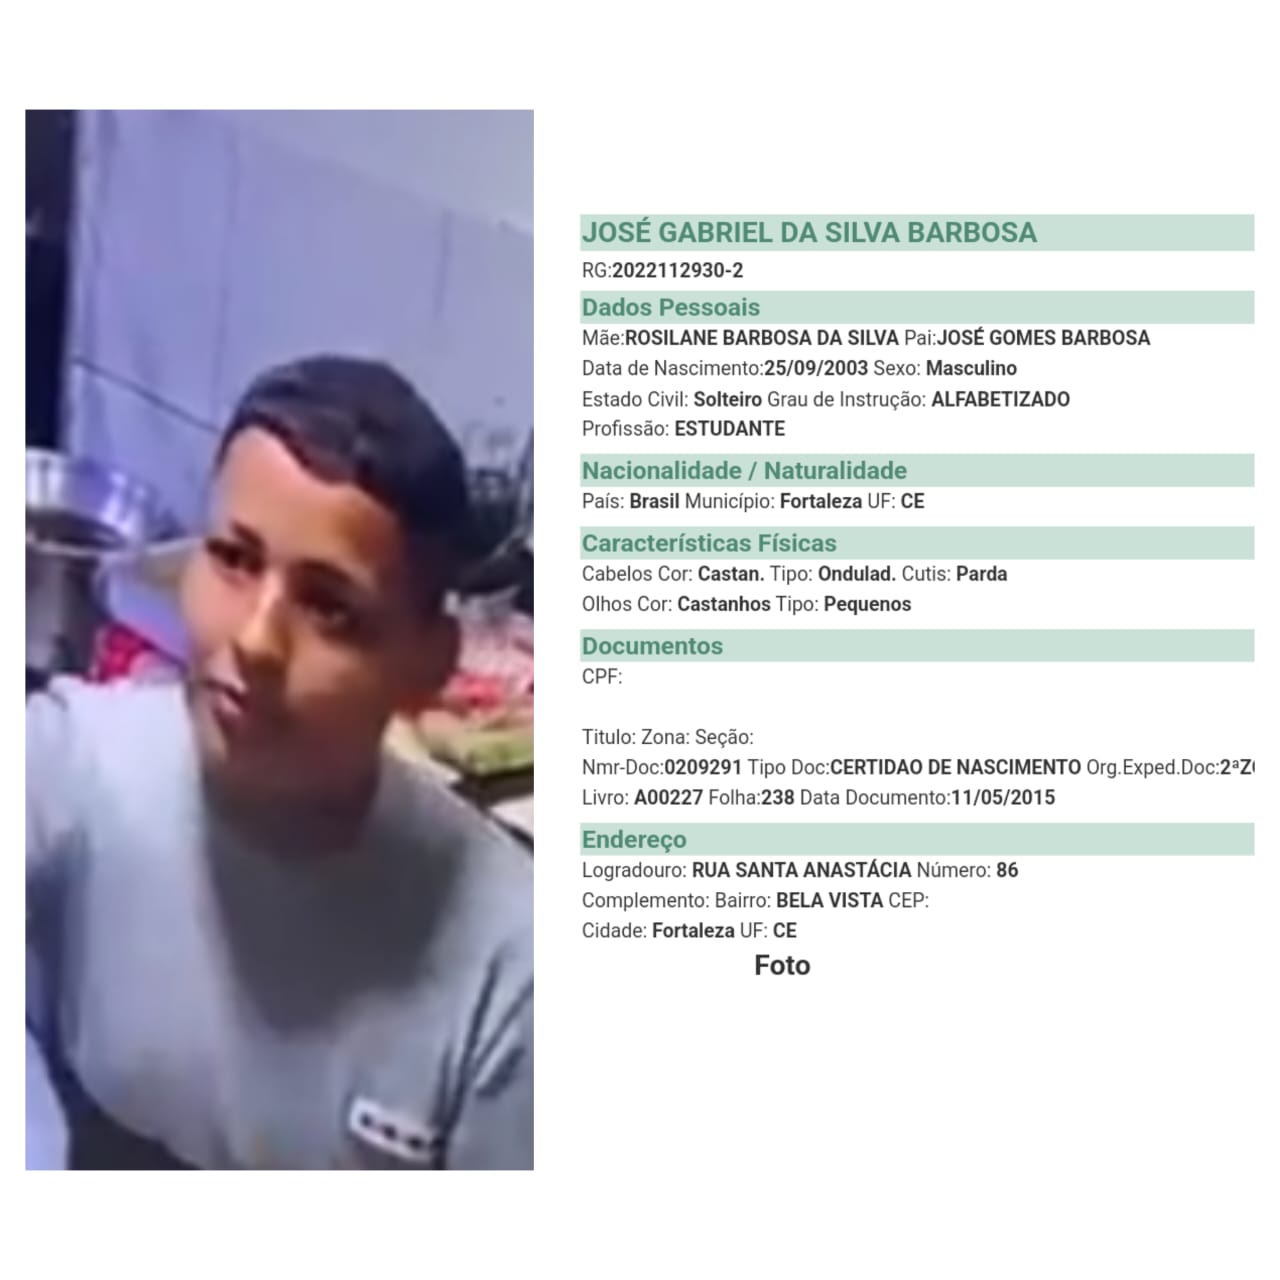 JOSÉ GABRIEL DA SILVA BARBOSA
RG:2022112930-2
Dados Pessoais
Mãe:ROSILANE BARBOSA DA SILVA Pai:JOSÉ GOMES BARBOSA
Data de Nascimento:25/09/2003 Sexo: Masculino
Estado Civil: Solteiro Grau de Instrução: ALFABETIZADO
Profissão: ESTUDANTE
Nacionalidade / Naturalidade
País: Brasil Município: Fortaleza UF: CE
Características Físicas
Cabelos Cor: Castan. Tipo: Ondulad. Cutis: Parda
Olhos Cor: Castanhos Tipo: Pequenos
Documentos
CPF:
Titulo: Zona: Seção:
Nmr-Doc:0209291 Tipo Doc:CERTIDAO DE NASCIMENTO Org.Exped.Doc:
Livro: A00227 Folha:238 Data Documento:11/05/2015
Endereço
Logradouro: RUA SANTA ANASTÁCIA Número: 86
Complemento: Bairro: BELA VISTA CEP:
Cidade: Fortaleza UF: CE
Foto